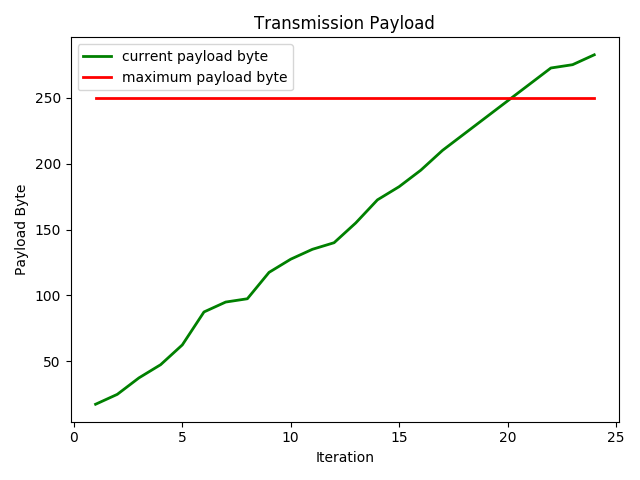 Transmission Payload
current payload byte
maximum payload byte
Payload Byte
250
200
150
100
50
0 5 10 15 20 25
Iteration